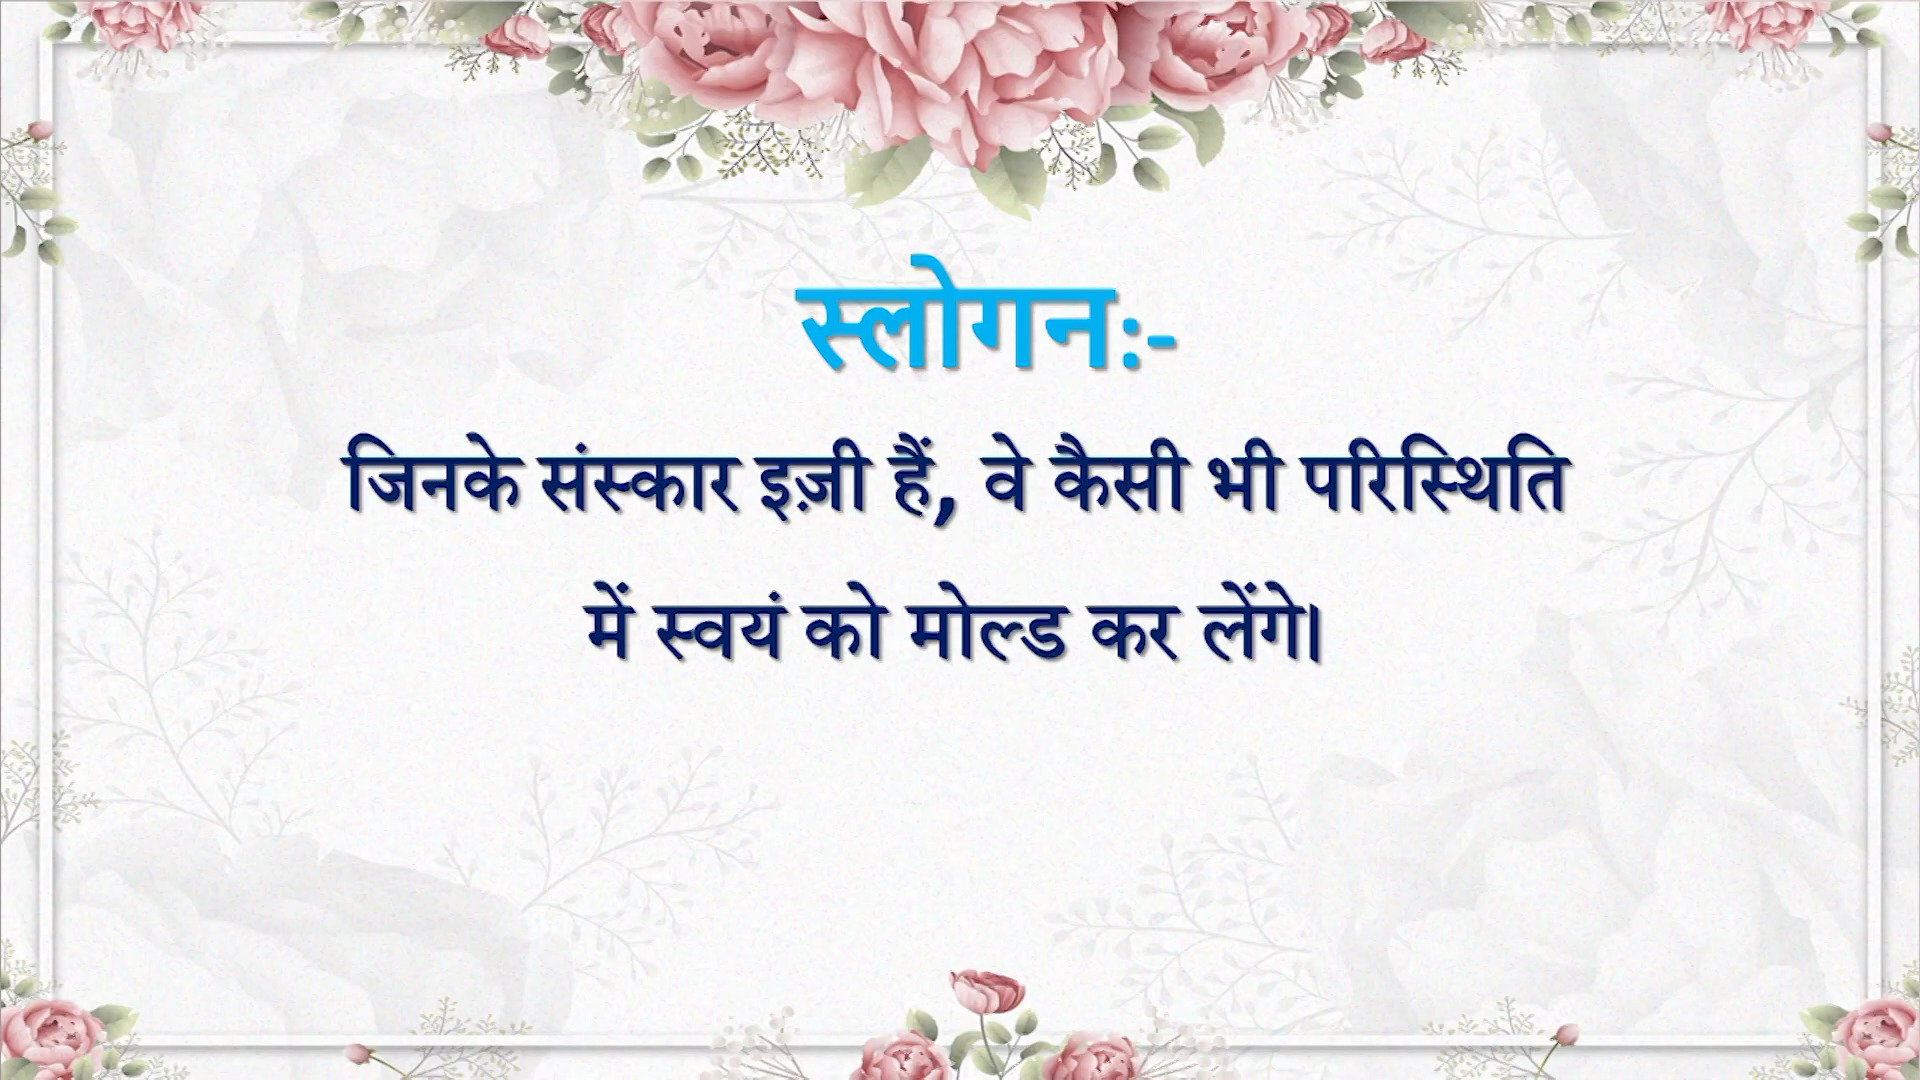 स्लोगन:-
जिनके संस्कार इज़ी हैं, वे कैसी भी परिस्थिति
में स्वयं को मोल्ड कर लेंगे।